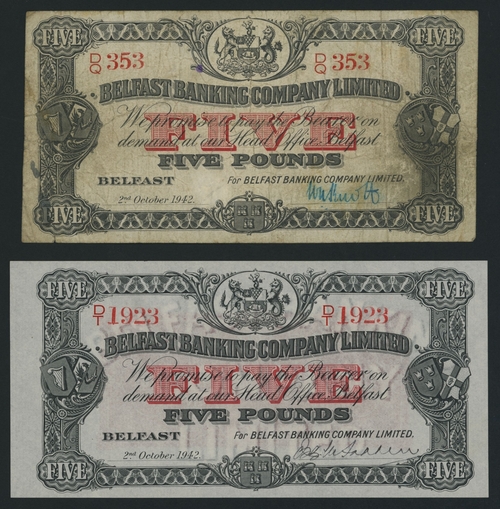 FIVE FIVE
D/Q 353 D/Q 353
BELFAST BANKING COMPANY LIMITED
We promise to pay the Bearer on
demand at our Head Office Belfast
FIVE
FIVE POUNDS
BELFAST For BELFAST BANKING COMPANY LIMITED.
2nd October 1942.
FIVE FIVE
FIVE FIVE
D/T 1923 D/T 1923
BELFAST BANKING COMPANY LIMITED
We promise to pay the Bearer on
demand at our Head Office Belfast
FIVE
FIVE POUNDS
BELFAST For BELFAST BANKING COMPANY LIMITED.
2nd October 1942.
FIVE FIVE